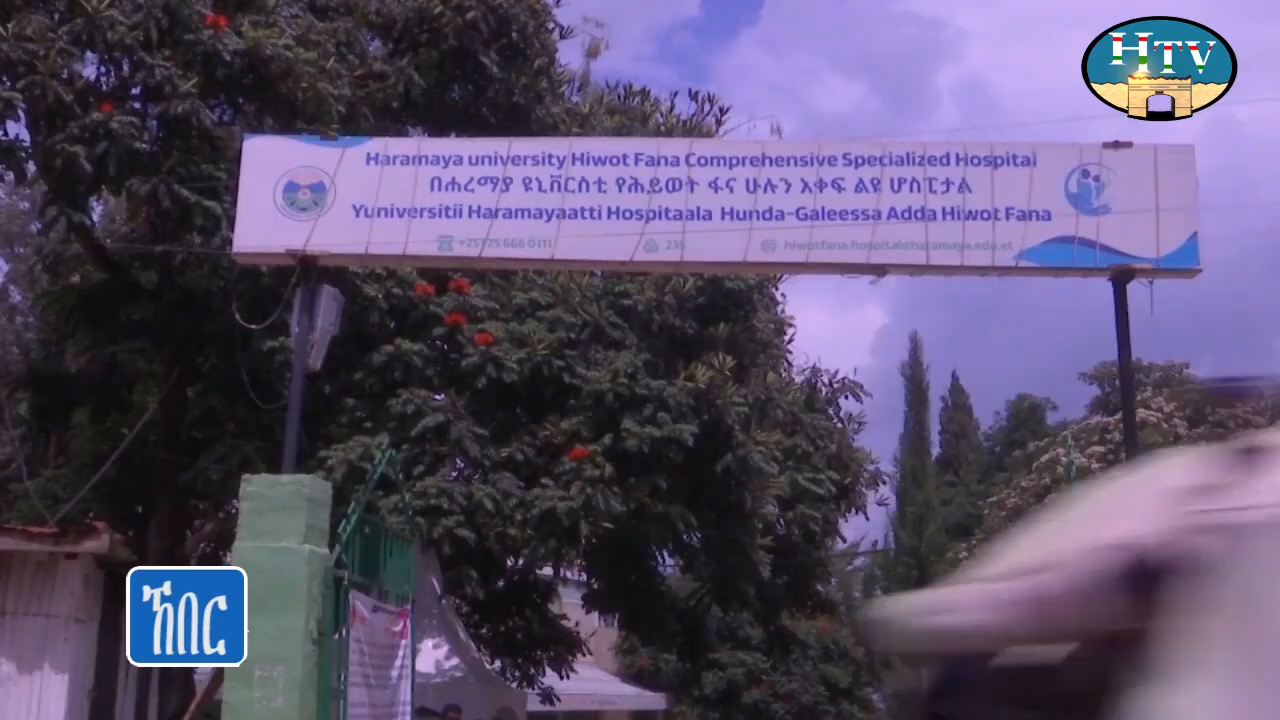 HTV
Haramaya university Hiwot Fana Comprehensive Specialized Hospital
በሐረማያ ዩኒቨርስቲ የሕይወት ፋና ሁሉን አቀፍ ልዩ ሆስፒታል
Yuniversitii Haramayaatti Hospitaala Hunda-Galeessa Adda Hiwot Fana
+251 25 666 0111 235 hiwotfana.hospital@haramaya.edu.et
ኸበር